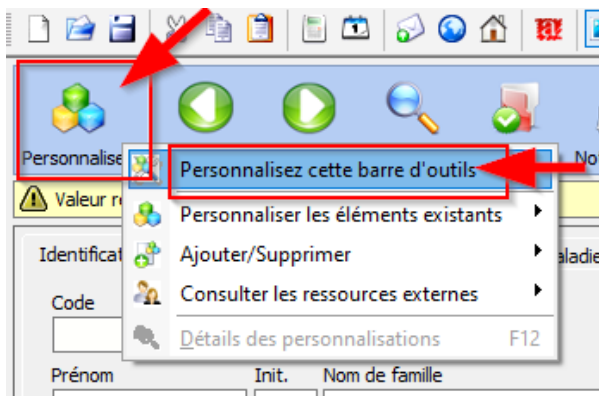 Personnalise
No
Personnalisez cette barre d'outils
Valeur r
Personnaliser les éléments existants
Identificat
Ajouter/Supprimer
aladie
Consulter les ressources externes
Code
Détails des personnalisations F12
Prénom Init. Nom de famille